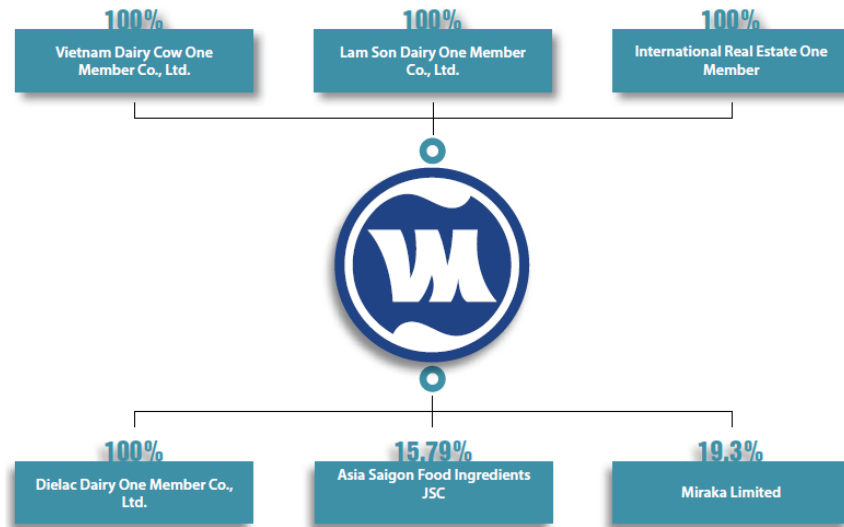 100%
Vietnam Dairy Cow One
Member Co., Ltd.
100%
Lam Son Dairy One Member
Co., Ltd.
100%
International Real Estate One
Member
VM
100%
Dielac Dairy One Member Co.,
Ltd.
15.79%
Asia Saigon Food Ingredients
JSC
19.3%
Miraka Limited